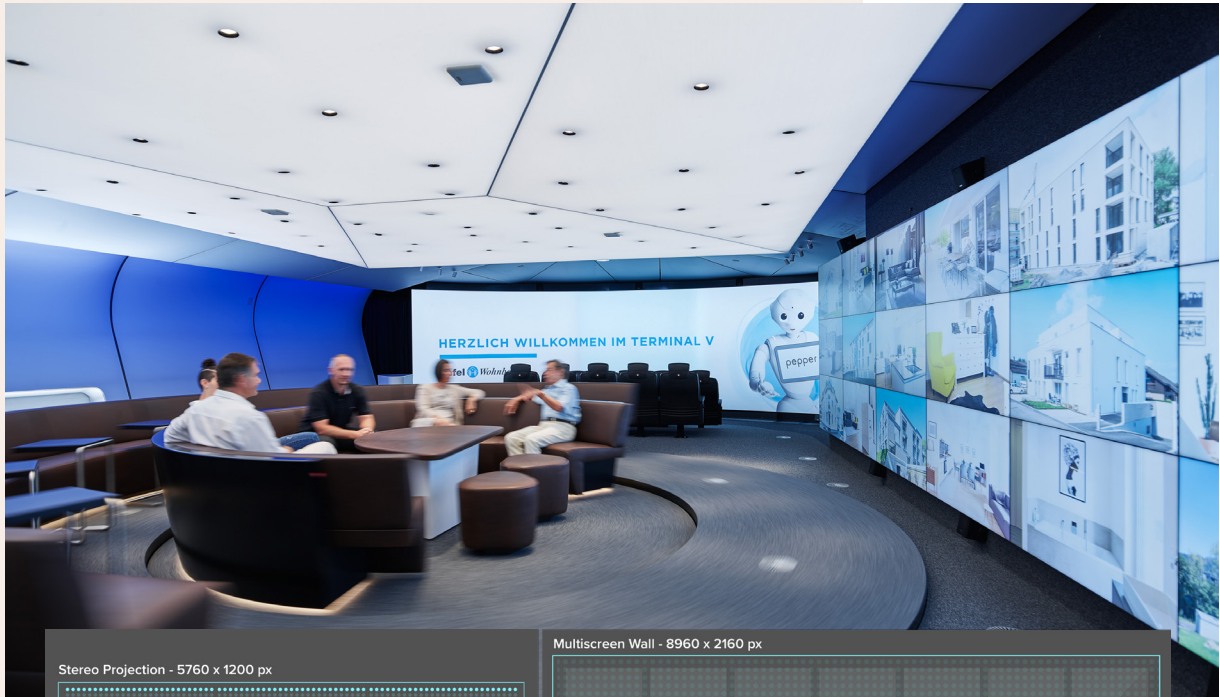 HERZLICH WILLKOMMEN IM TERMINAL V
pepper
Multiscreen Wall - 8960 x 2160 px
Stereo Projection - 5760 x 1200 px